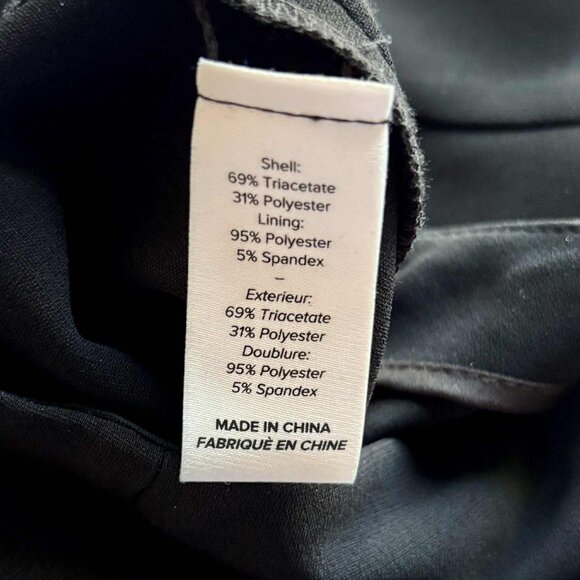 Shell:
69% Triacetate
31% Polyester
Lining:
95% Polyester
5% Spandex
–
Exterieur:
69% Triacetate
31% Polyester
Doublure:
95% Polyester
5% Spandex
MADE IN CHINA
FABRIQUÈ EN CHINE